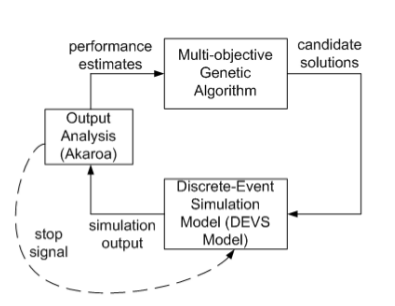 performance
estimates
Multi-objective
Genetic
Algorithm
candidate
solutions
Output
Analysis
(Akaroa)
Discrete-Event
Simulation
Model (DEVS
Model)
simulation
output
stop
signal